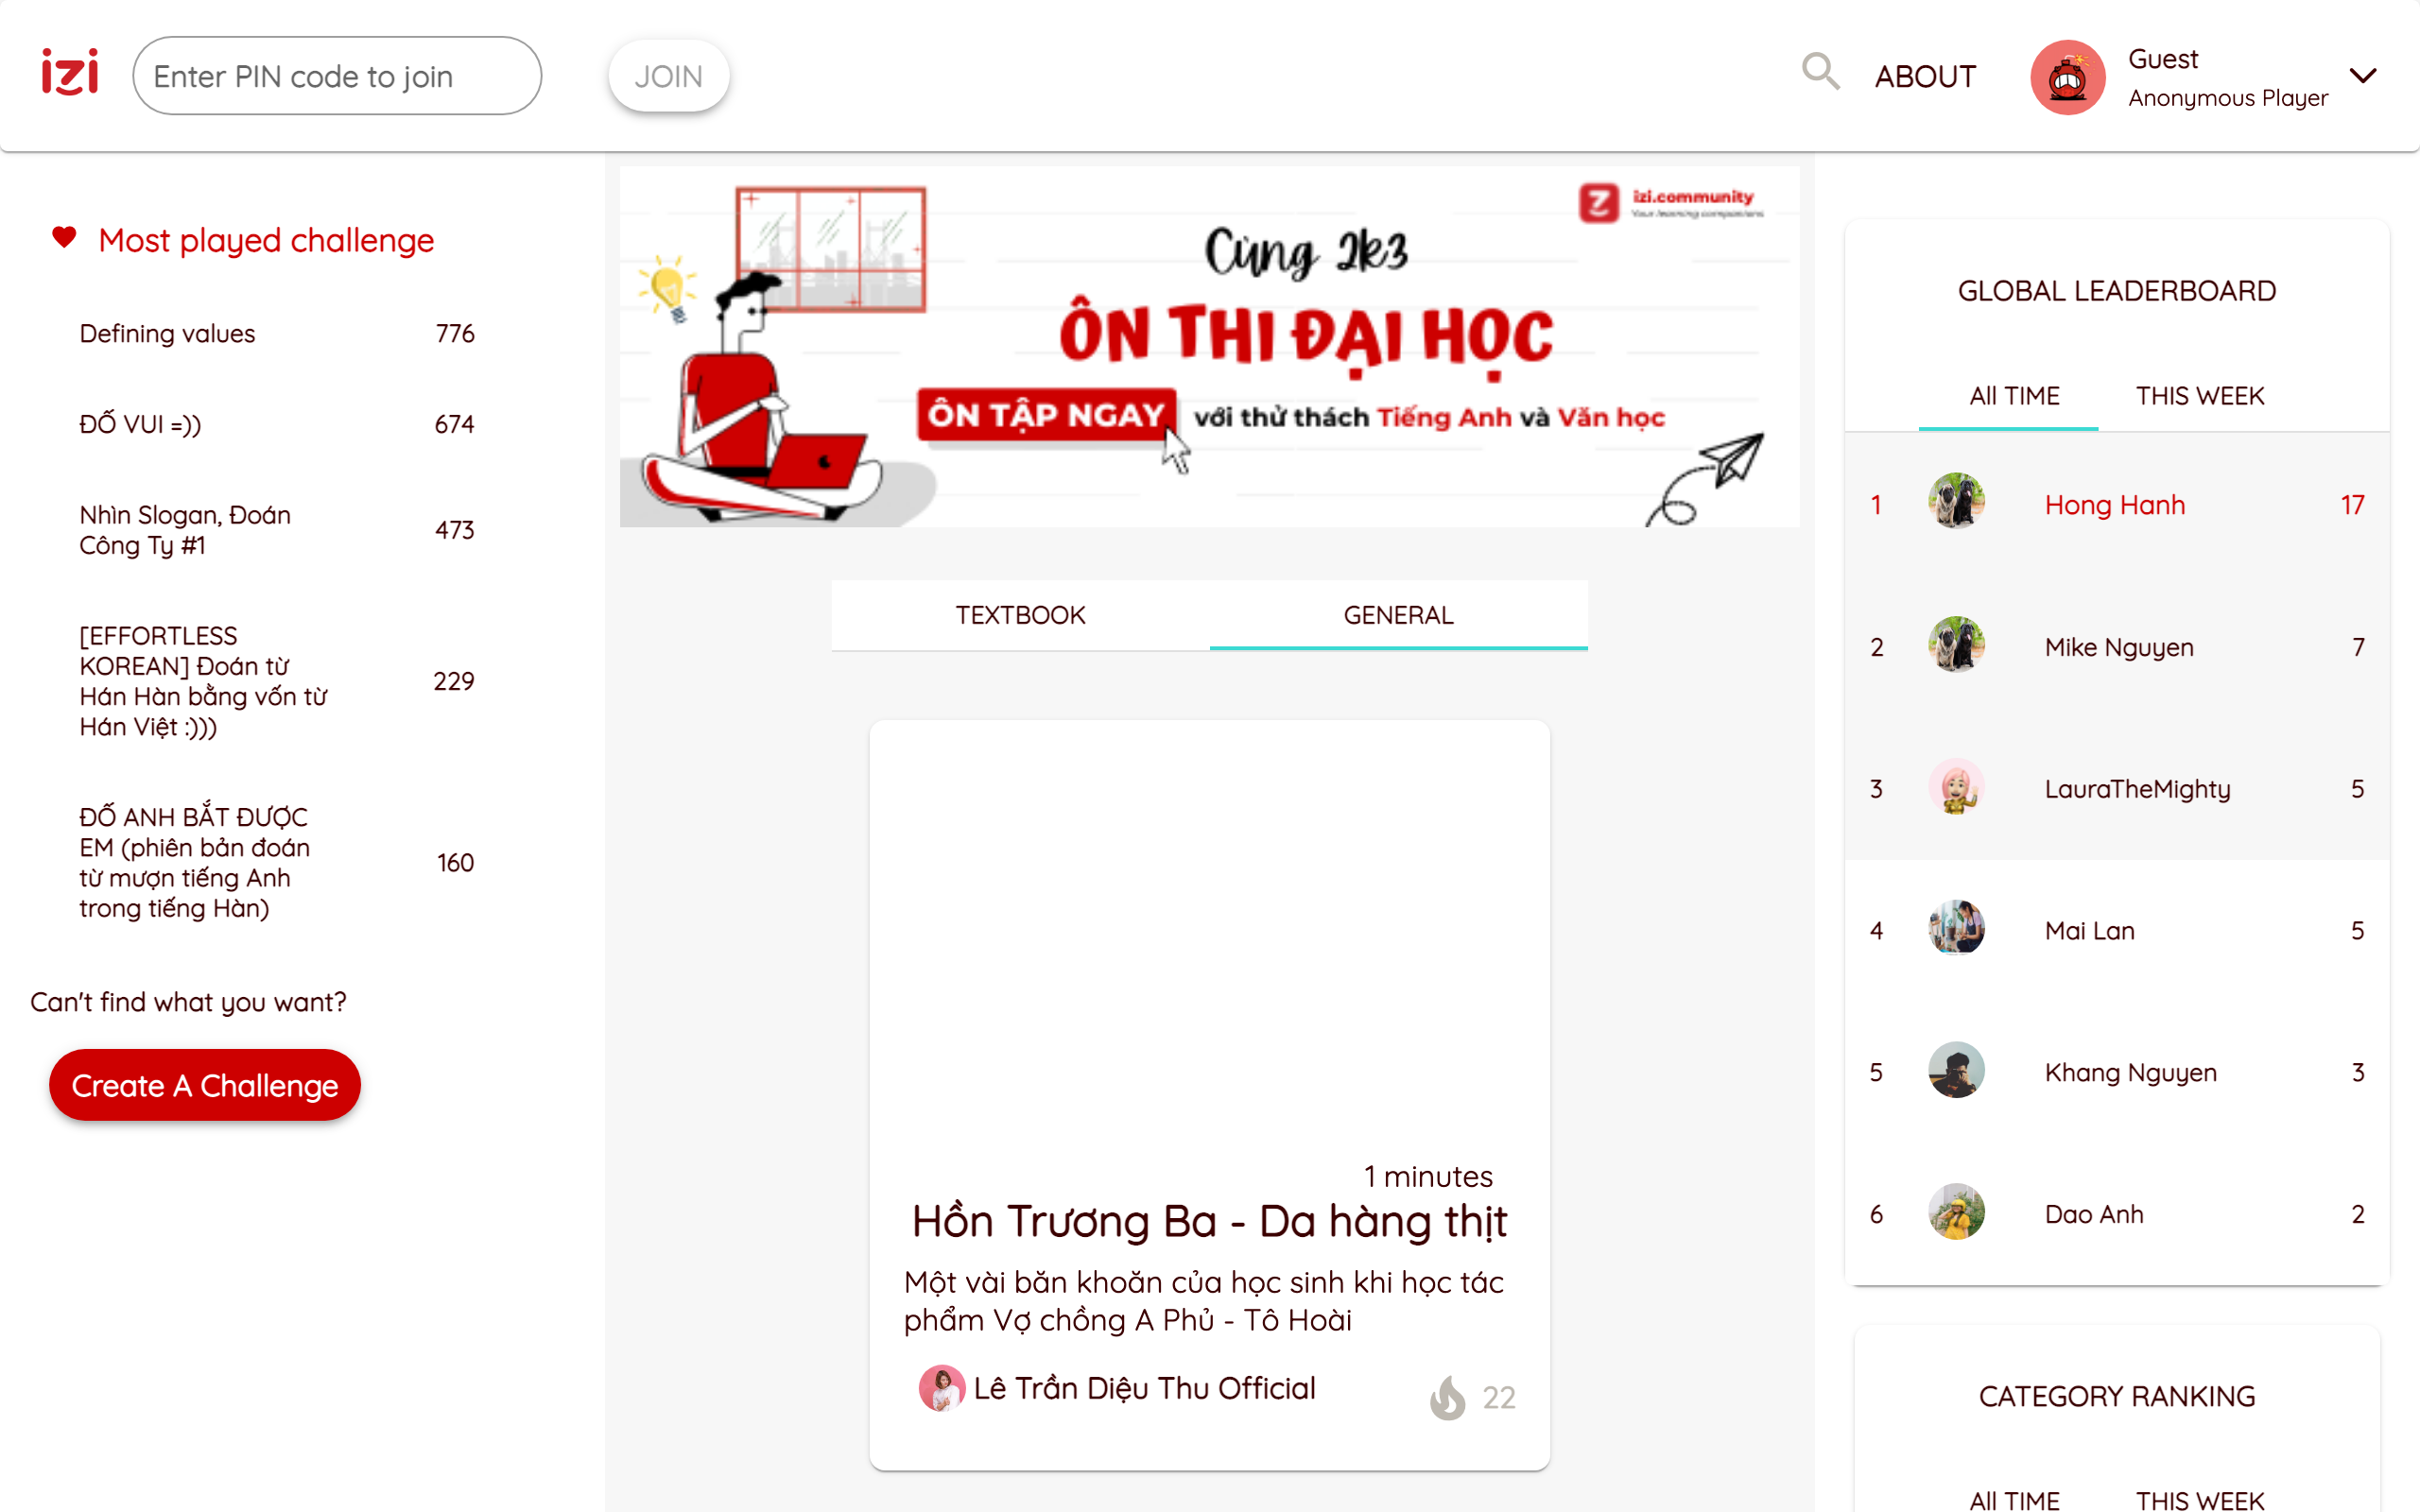 izi
Enter PIN code to join
JOIN
ABOUT
Guest
Anonymous Player
Most played challenge
Defining values 776
ĐỐ VUI =)) 674
Nhìn Slogan, Đoán
Công Ty #1
473
[EFFORTLESS
KOREAN] Đoán từ
Hán Hàn bằng vốn từ
Hán Việt :)))
229
ĐỐ ANH BẮT ĐƯỢC
EM (phiên bản đoán
từ mượn tiếng Anh
trong tiếng Hàn)
160
Can't find what you want?
Create A Challenge
izi.community
Your learning companions
Cùng 2k3
ÔN THI ĐẠI HỌC
ÔN TẬP NGAY với thử thách Tiếng Anh và Văn học
TEXTBOOK GENERAL
1 minutes
Hồn Trương Ba - Da hàng thịt
Một vài băn khoăn của học sinh khi học tác
phẩm Vợ chồng A Phủ - Tô Hoài
Lê Trần Diệu Thu Official 22
GLOBAL LEADERBOARD
All TIME THIS WEEK
1 Hong Hanh 17
2 Mike Nguyen 7
3 LauraTheMighty 5
4 Mai Lan 5
5 Khang Nguyen 3
6 Dao Anh 2
CATEGORY RANKING
All TIME THIS WEEK